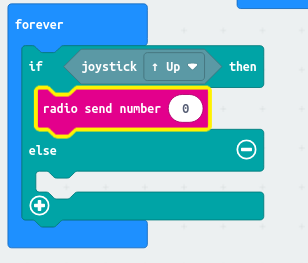 forever
if joystick ↑ Up then
radio send number 0
else